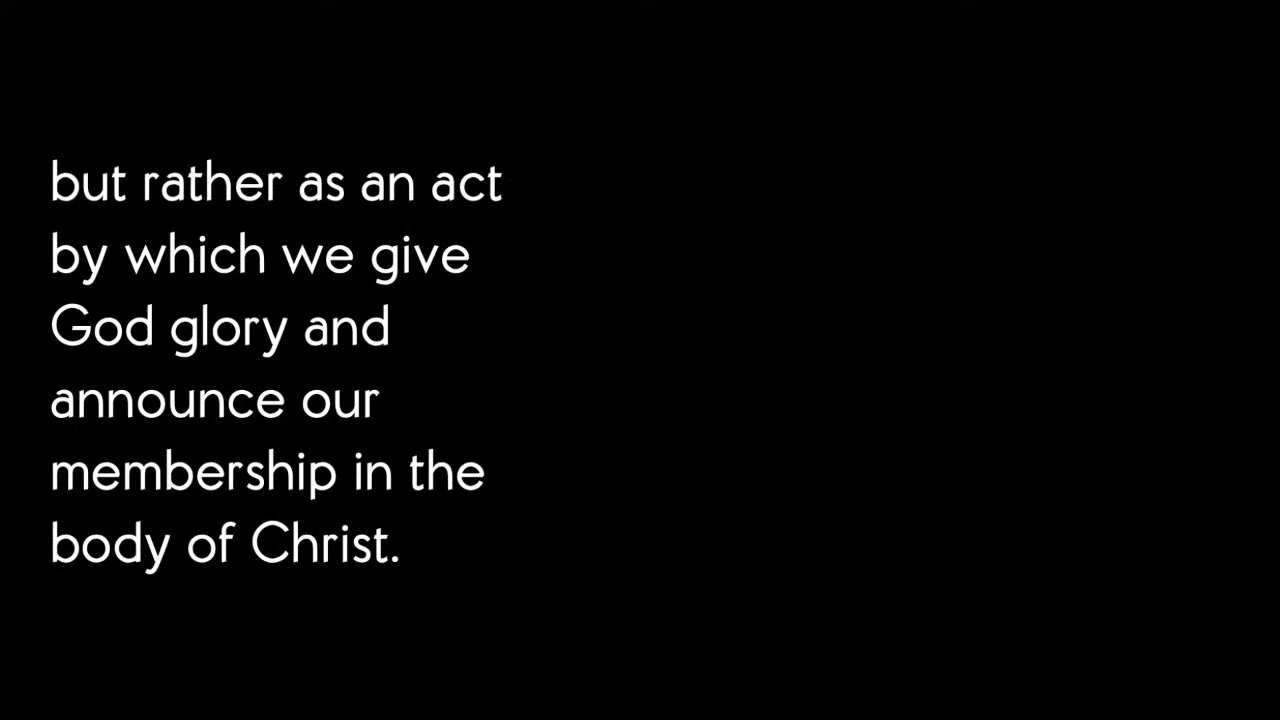 but rather as an act
by which we give
God glory and
announce our
membership in the
body of Christ.